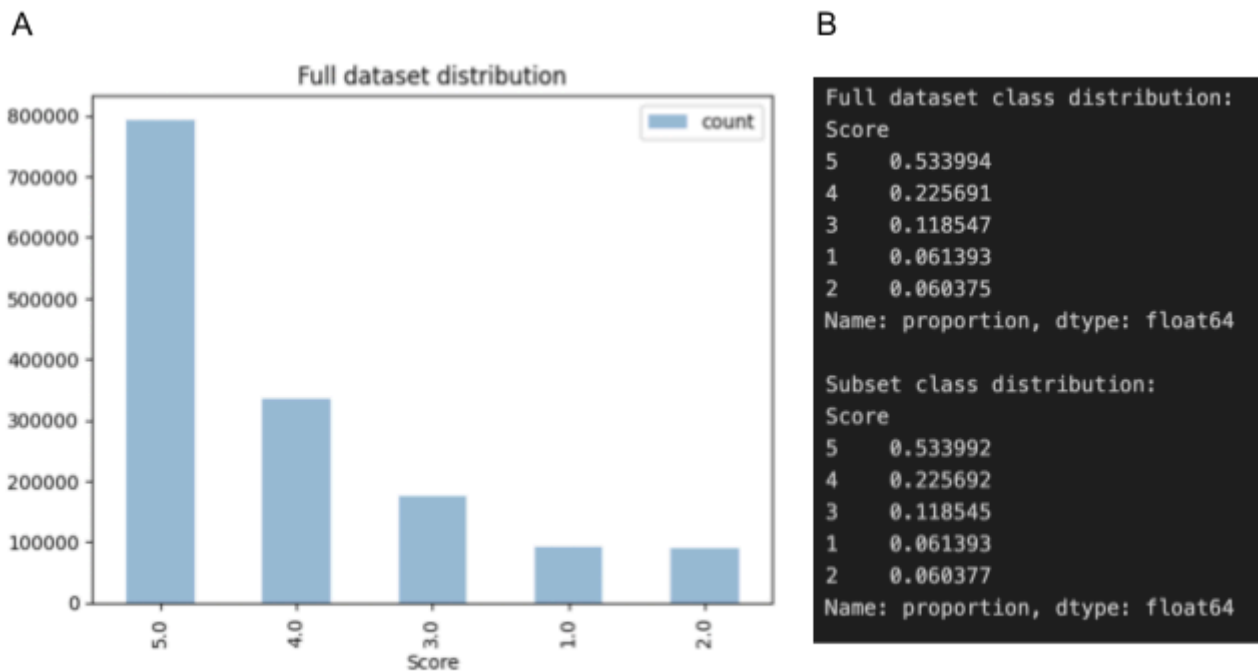 A
Full dataset distribution
count
800000
700000
600000
500000
400000
300000
200000
100000
0
5.0
4.0
3.0
1.0
2.0
Score
B
Full dataset class distribution:
Score
5 0.533994
4 0.225691
3 0.118547
1 0.061393
2 0.060375
Name: proportion, dtype: float64
Subset class distribution:
Score
5 0.533992
4 0.225692
3 0.118545
1 0.061393
2 0.060377
Name: proportion, dtype: float64